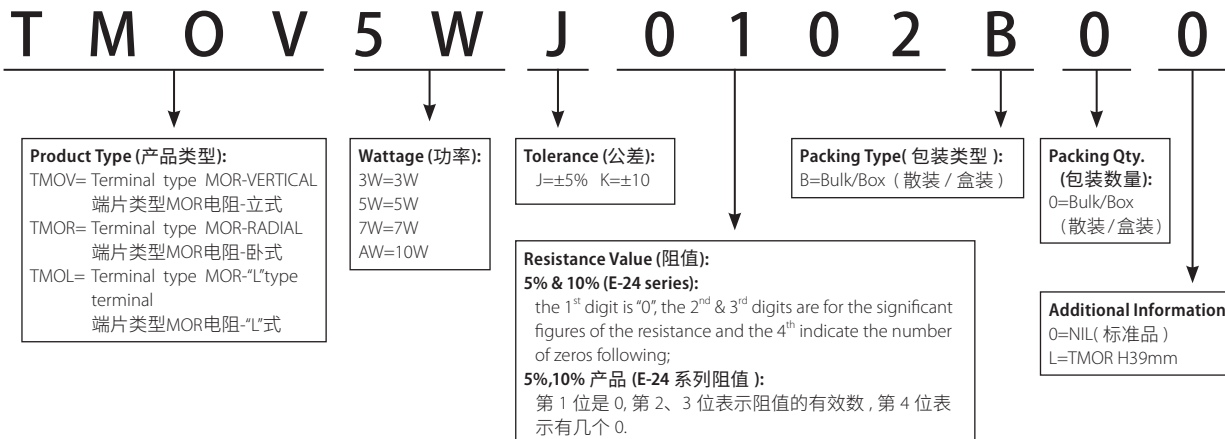 T M O V 5 W J 0 1 0 2 B 0 0
Product Type (产品类型):
TMOV= Terminal type MOR-VERTICAL
端片类型MOR电阻-立式
TMOR= Terminal type MOR-RADIAL
端片类型MOR电阻-卧式
TMOL= Terminal type MOR-“L”type
terminal
端片类型MOR电阻-“L”式
Wattage (功率):
3W=3W
5W=5W
7W=7W
AW=10W
Tolerance (公差):
J=±5% K=±10
Resistance Value (阻值):
5% & 10% (E-24 series):
the 1st digit is “0”, the 2nd & 3rd digits are for the significant
figures of the resistance and the 4th indicate the number
of zeros following;
5%,10% 产品 (E-24 系列阻值 ):
第 1 位是 0, 第 2、3 位表示阻值的有效数 , 第 4 位表
示有几个 0.
Packing Type( 包装类型 ):
B=Bulk/Box ( 散装 / 盒装 )
Packing Qty.
(包装数量):
0=Bulk/Box
(散装/盒装)
Additional Information
0=NIL( 标准品 )
L=TMOR H39mm